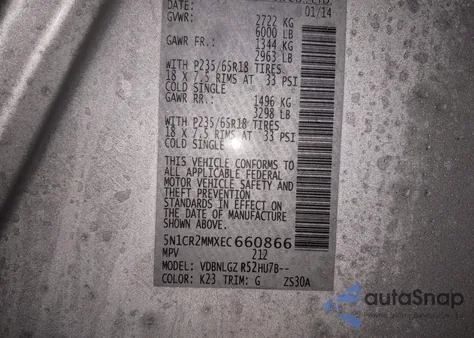 DATE: 01/14
GVWR: 2722 KG
6000 LB
GAWR FR.: 1344 KG
2963 LB
WITH P235/65R18 TIRES
18 X 7.5 RIMS AT 33 PSI
COLD SINGLE
GAWR RR.: 1496 KG
3298 LB
WITH P235/65R18 TIRES
18 X 7.5 RIMS AT 33 PSI
COLD SINGLE
THIS VEHICLE CONFORMS TO
ALL APPLICABLE FEDERAL
MOTOR VEHICLE SAFETY AND
THEFT PREVENTION
STANDARDS IN EFFECT ON
THE DATE OF MANUFACTURE
SHOWN ABOVE.
5N1CR2MMXEC660866
MPV 212
MODEL: VDBNLGZ R52HU7B--
COLOR: K23 TRIM: G ZS30A
autoSnap